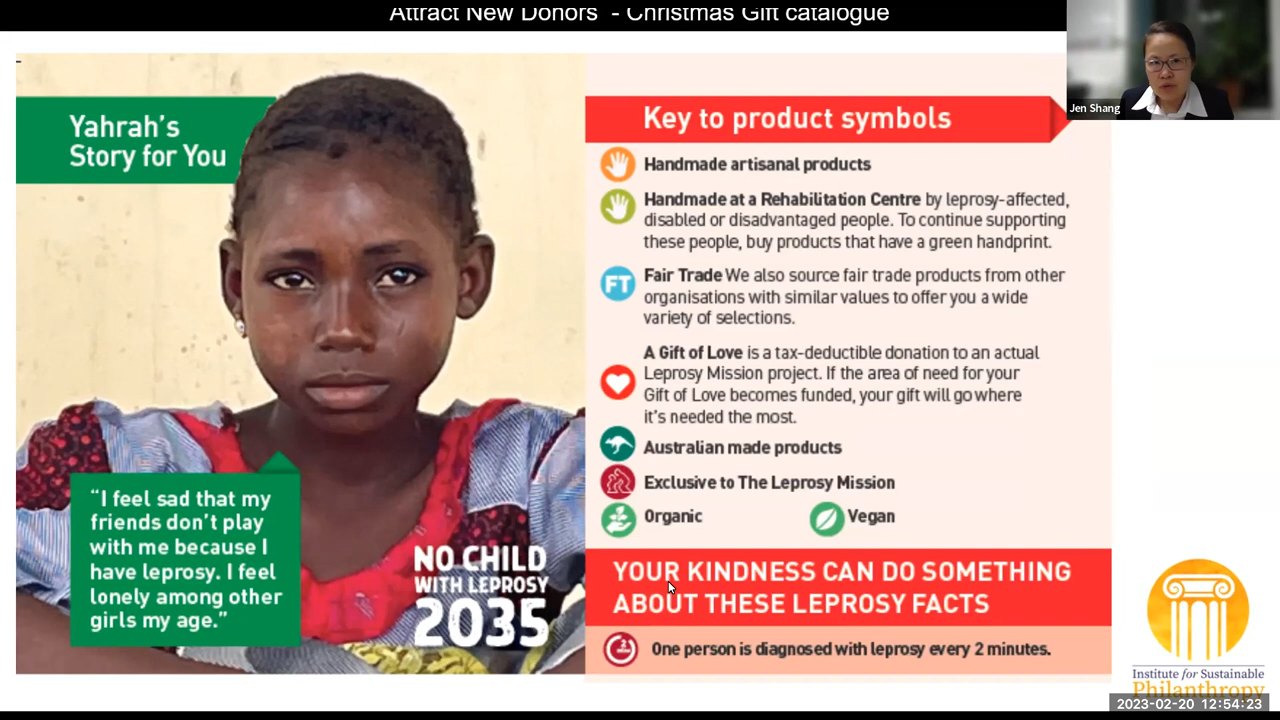 Attract New Donors - Christmas Gift catalogue
Jen Shang
Yahrah's
Story for You
"I feel sad that my
friends don't play
with me because I
have leprosy. I feel
lonely among other
girls my age."
NO CHILD
WITH LEPROSY
2035
Key to product symbols
Handmade artisanal products
Handmade at a Rehabilitation Centre by leprosy-affected,
disabled or disadvantaged people. To continue supporting
these people, buy products that have a green handprint.
FT
Fair Trade We also source fair trade products from other
organisations with similar values to offer you a wide
variety of selections.
A Gift of Love is a tax-deductible donation to an actual
Leprosy Mission project. If the area of need for your
Gift of Love becomes funded, your gift will go where
it's needed the most.
Australian made products
Exclusive to The Leprosy Mission
Organic
Vegan
YOUR KINDNESS CAN DO SOMETHING
ABOUT THESE LEPROSY FACTS
One person is diagnosed with leprosy every 2 minutes.
Institute for Sustainable
Philanthropy
2023-02-20 12:54:23